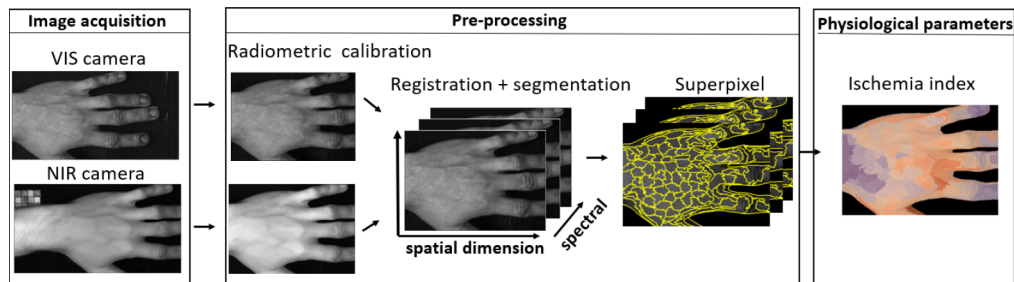 Image acquisition
VIS camera
NIR camera
Pre-processing
Radiometric calibration
Registration + segmentation
spatial dimension
spectral
Superpixel
Physiological parameters
Ischemia index